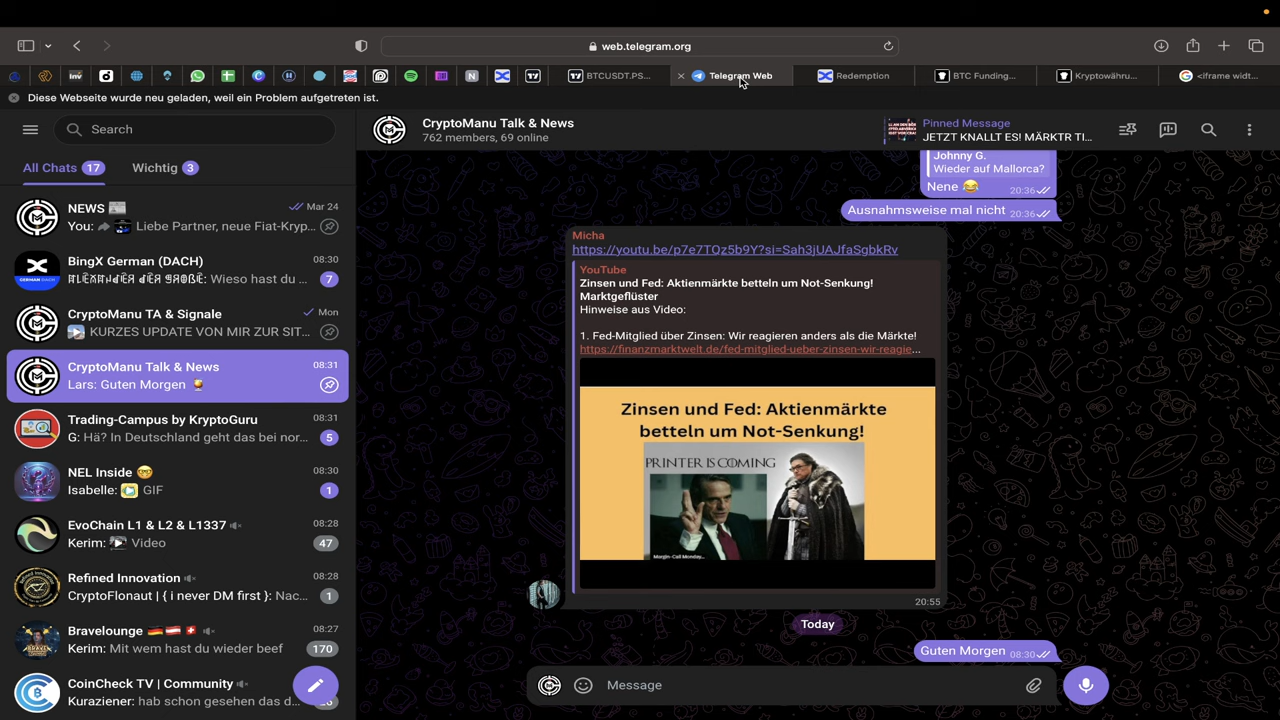 web.telegram.org
inv
BTCUSDT.PS...
Telegram Web
Redemption
BTC Funding...
Kryptowähru...
<iframe widt...
Diese Webseite wurde neu geladen, weil ein Problem aufgetreten ist.
Search
All Chats 17
Wichtig 3
NEWS 📰
Mar 24
You: Liebe Partner, neue Fiat-Kryp...
BingX German (DACH)
08:30
Wieso hast du ...
7
CryptoManu TA & Signale
Mon
KURZES UPDATE VON MIR ZUR SIT...
CryptoManu Talk & News
08:31
Lars: Guten Morgen
Trading-Campus by KryptoGuru
08:31
G: Hä? In Deutschland geht das bei nor...
5
NEL Inside 🤓
08:30
Isabelle: GIF
1
EvoChain L1 & L2 & L1337
08:28
Kerim: Video
47
Refined Innovation
08:28
CryptoFlonaut | { i never DM first }: Nac...
1
Bravelounge 🇩🇪🇦🇹🇨🇭
08:27
Kerim: Mit wem hast du wieder beef
170
CoinCheck TV | Community
08:26
Kuraziener: hab schon gesehen das d...
CryptoManu Talk & News
762 members, 69 online
Pinned Message
JETZT KNALLT ES! MÄRKTR TI...
Johnny G.
Wieder auf Mallorca?
Nene 😂
20:36
Ausnahmsweise mal nicht
20:36
Micha
https://youtu.be/p7e7TQz5b9Y?si=Sah3jUAJfaSgbkRv
YouTube
Zinsen und Fed: Aktienmärkte betteln um Not-Senkung!
Marktgeflüster
Hinweise aus Video:
1. Fed-Mitglied über Zinsen: Wir reagieren anders als die Märkte!
https://finanzmarktwelt.de/fed-mitglied-ueber-zinsen-wir-reagie...
Zinsen und Fed: Aktienmärkte
betteln um Not-Senkung!
PRINTER IS COMING
Margin-Call Monday...
20:55
Today
Guten Morgen
08:30
Message